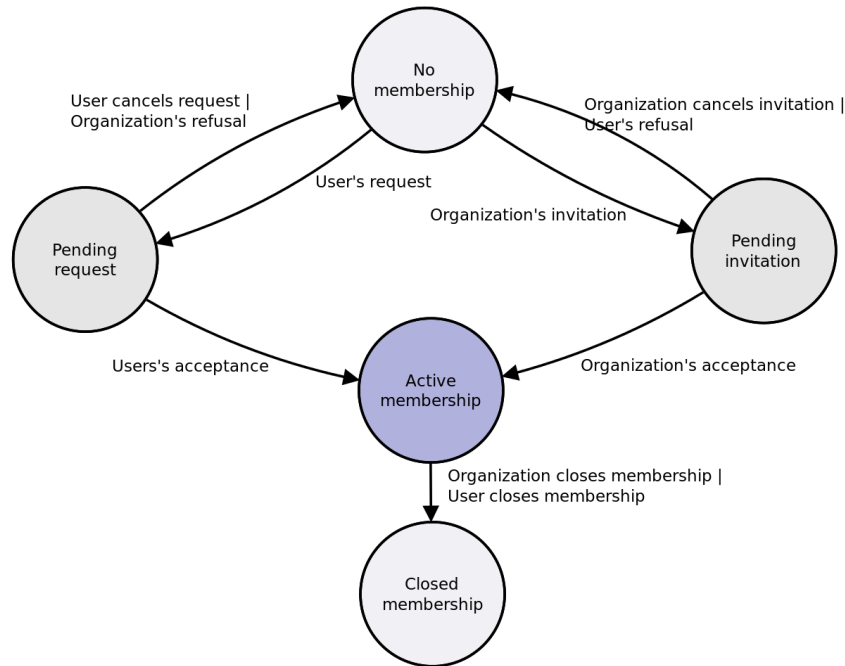 No
membership
User cancels request |
Organization's refusal
Organization cancels invitation |
User's refusal
User's request
Organization's invitation
Pending
request
Pending
invitation
Users's acceptance
Organization's acceptance
Active
membership
Organization closes membership |
User closes membership
Closed
membership